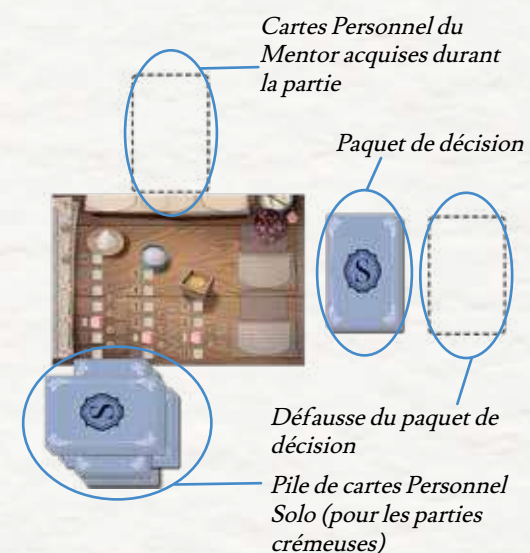 Cartes Personnel du
Mentor acquises durant
la partie
Paquet de décision
S
S
Défausse du paquet de
décision
Pile de cartes Personnel
Solo (pour les parties
crémeuses)